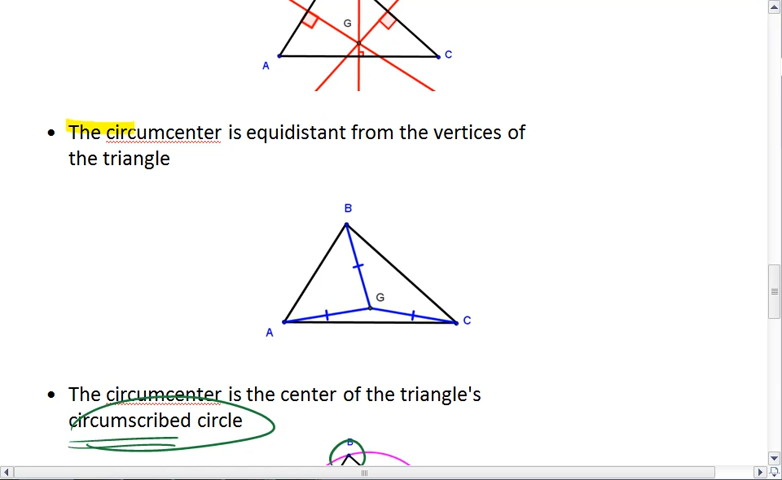 G
A
C
• The circumcenter is equidistant from the vertices of
the triangle
B
G
A
C
• The circumcenter is the center of the triangle's
circumscribed circle
B